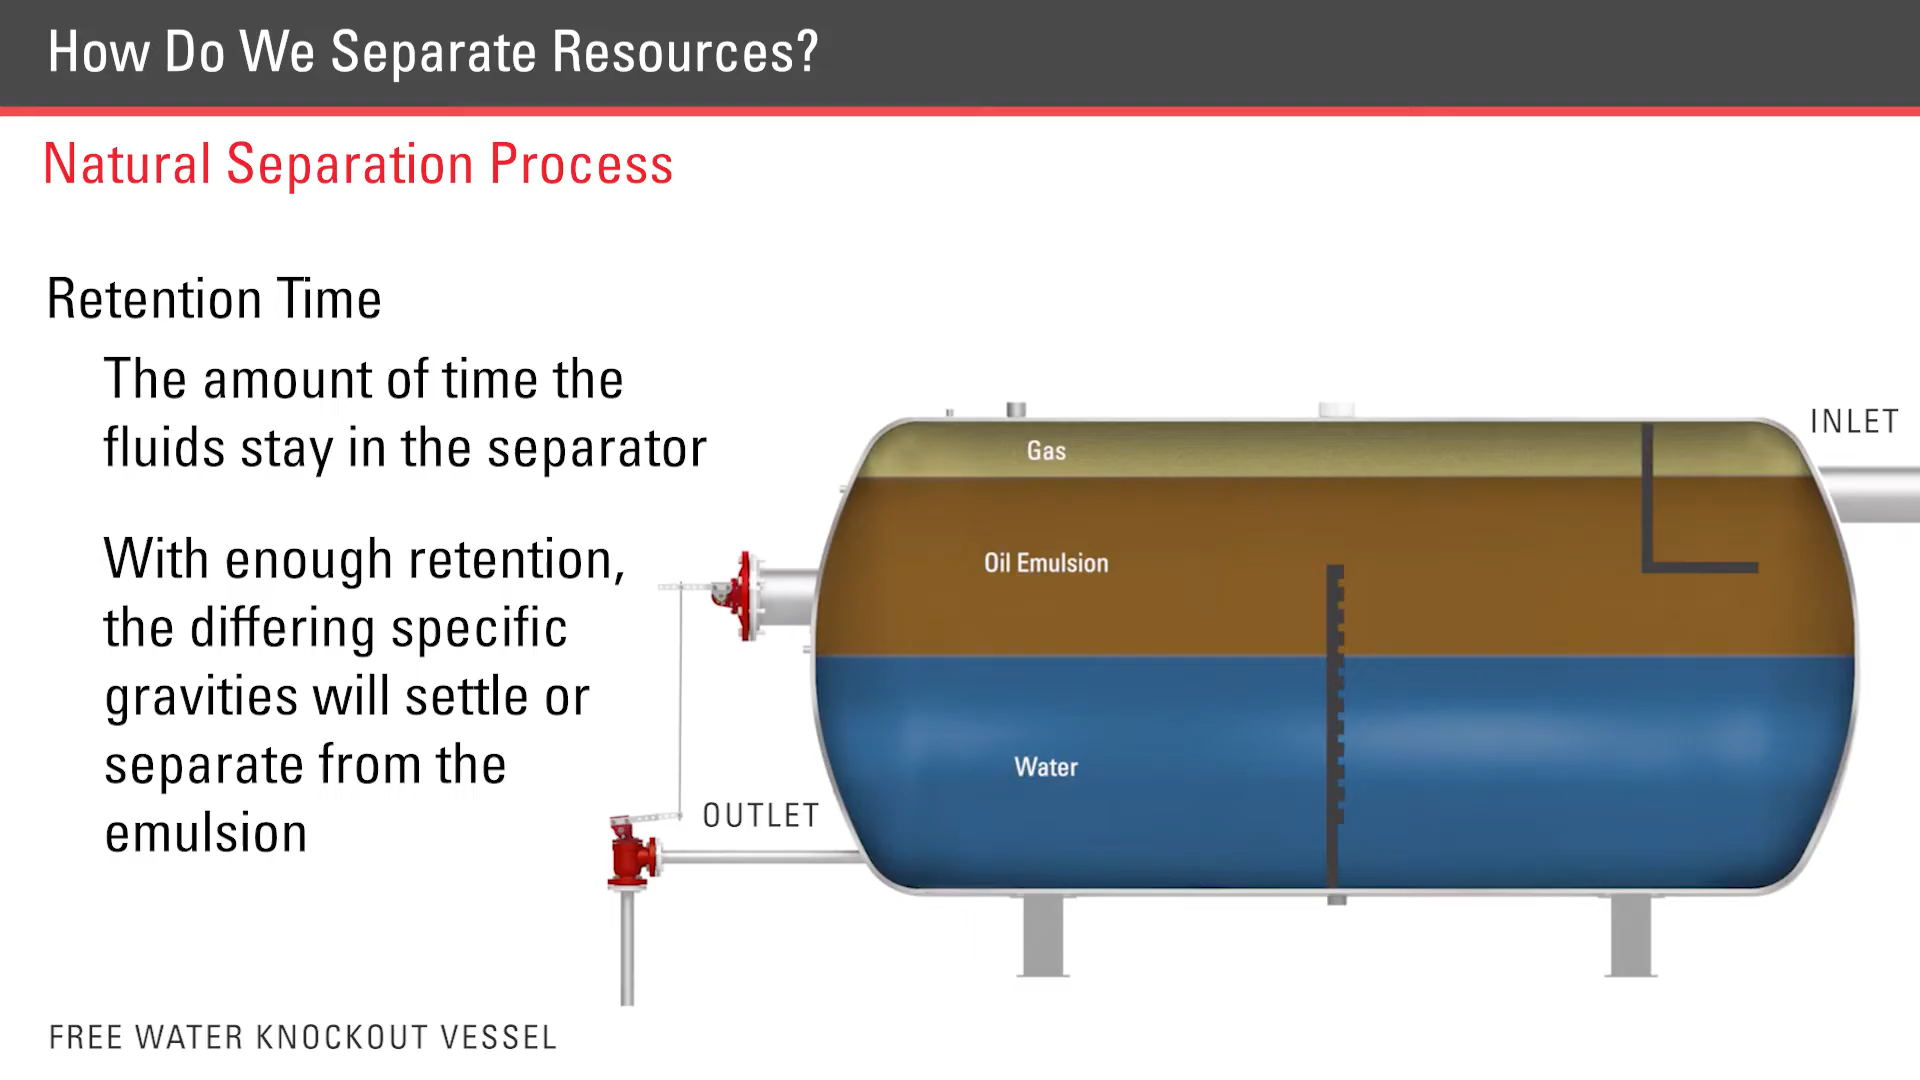 How Do We Separate Resources?
Natural Separation Process
Retention Time
The amount of time the
fluids stay in the separator
With enough retention,
the differing specific
gravities will settle or
separate from the
emulsion
INLET
Gas
Oil Emulsion
Water
OUTLET
FREE WATER KNOCKOUT VESSEL